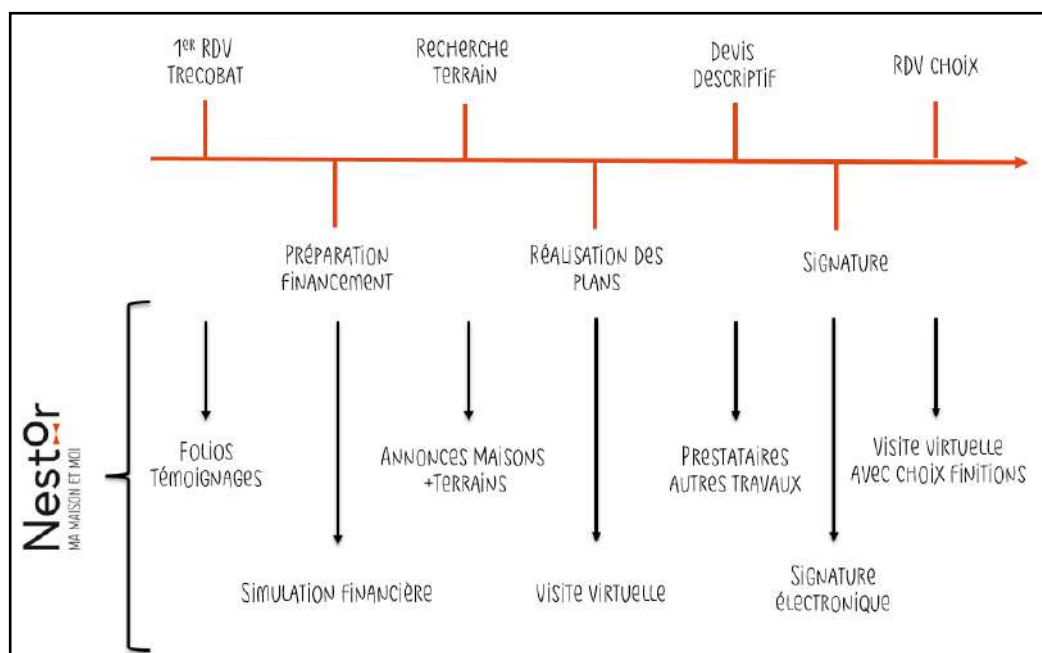 1ER RDV
TRECOBAT
RECHERCHE
TERRAIN
DEVIS
DESCRIPTIF
RDV CHOIX
PRÉPARATION
FINANCEMENT
RÉALISATION DES
PLANS
SIGNATURE
Nestor
MA MAISON ET MOI
FOLIOS
TÉMOIGNAGES
ANNONCES MAISONS
+TERRAINS
PRESTATAIRES
AUTRES TRAVAUX
VISITE VIRTUELLE
AVEC CHOIX FINITIONS
SIMULATION FINANCIÈRE
VISITE VIRTUELLE
SIGNATURE
ÉLECTRONIQUE